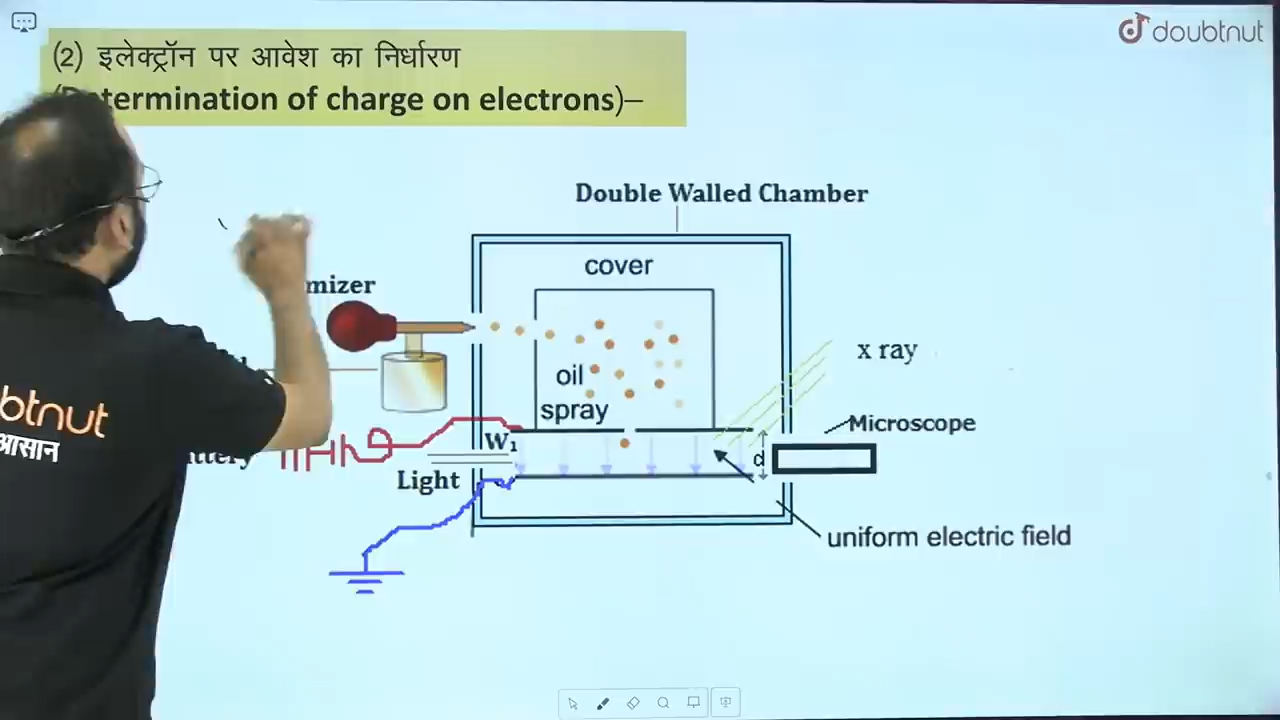 doubtnut
(2) इलेक्ट्रॉन पर आवेश का निर्धारण
termination of charge on electrons)–
Double Walled Chamber
cover
mizer
x ray
oil
spray
Microscope
W₁
d
Light
ttery
uniform electric field
btnut
आसान